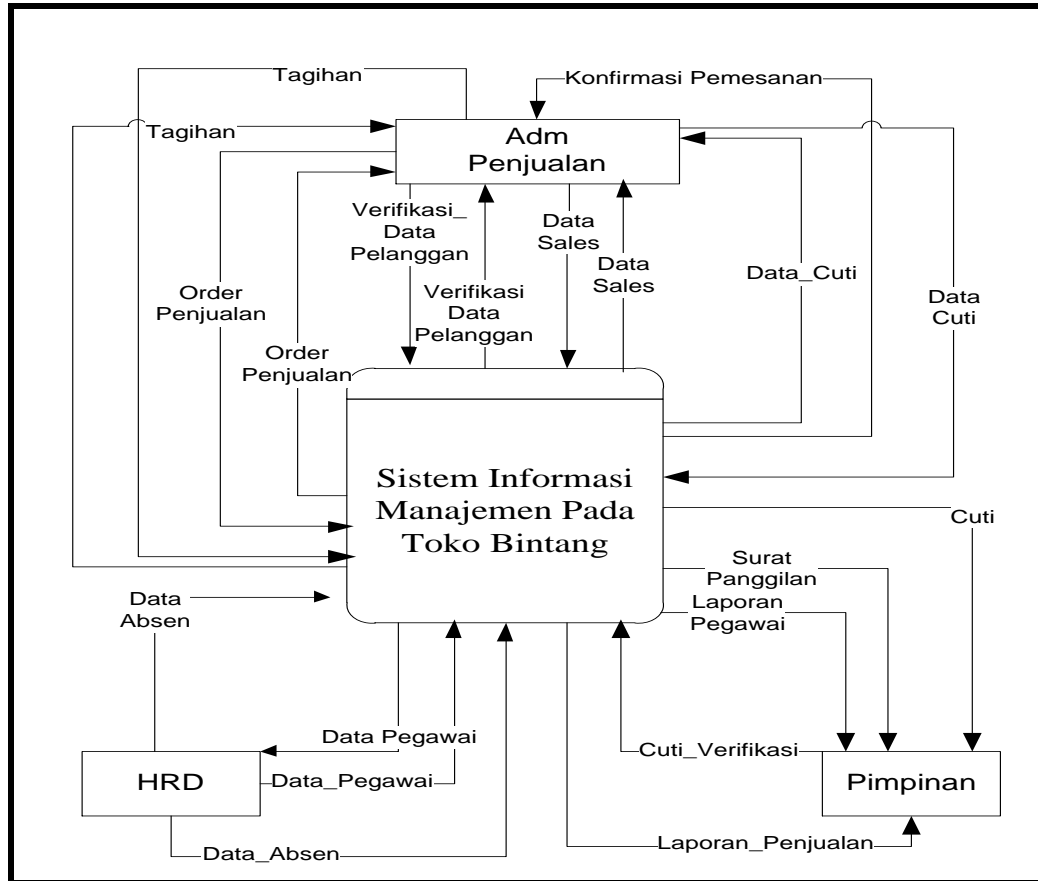 Tagihan
Konfirmasi Pemesanan
Tagihan
Adm
Penjualan
Verifikasi_
Data
Pelanggan
Data
Sales
Data
Sales
Data_Cuti
Verifikasi
Data
Pelanggan
Order
Penjualan
Data
Cuti
Order
Penjualan
Sistem Informasi
Manajemen Pada
Toko Bintang
Cuti
Surat
Panggilan
Laporan
Pegawai
Data
Absen
Data Pegawai
Cuti_Verifikasi
HRD
Data_Pegawai
Pimpinan
Data_Absen
Laporan_Penjualan